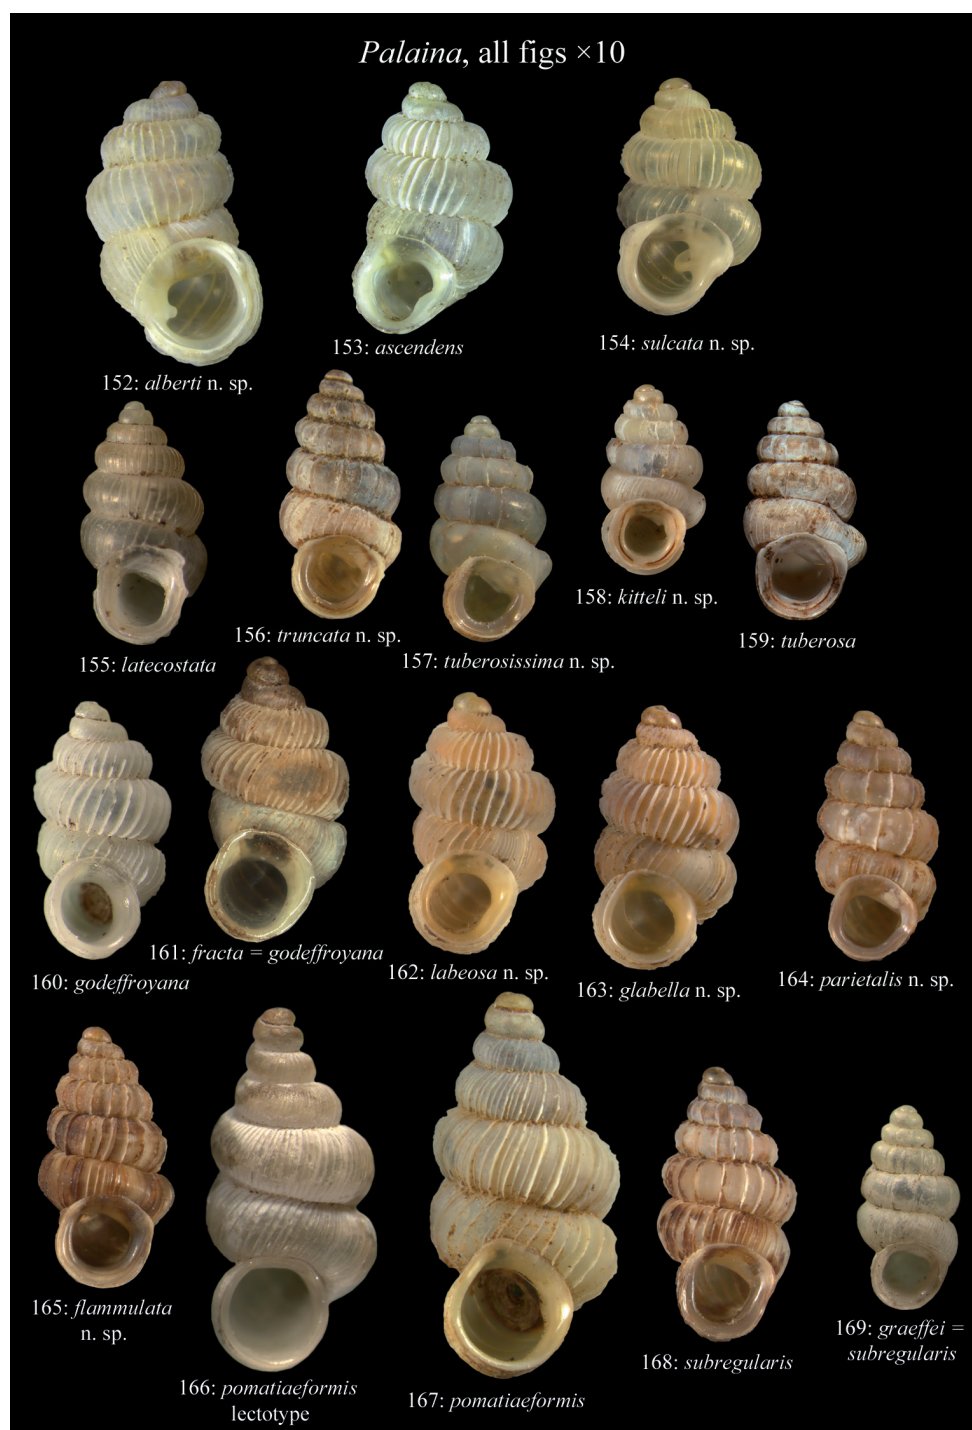 Palaina, all figs ×10
152: alberti n. sp.
153: ascendens
154: sulcata n. sp.
155: latecostata
156: truncata n. sp.
157: tuberosissima n. sp.
158: kitteli n. sp.
159: tuberosa
160: godeffroyana
161: fracta = godeffroyana
162: labeosa n. sp.
163: glabella n. sp.
164: parietalis n. sp.
165: flammulata
n. sp.
166: pomatiaeformis
lectotype
167: pomatiaeformis
168: subregularis
169: graeffei =
subregularis